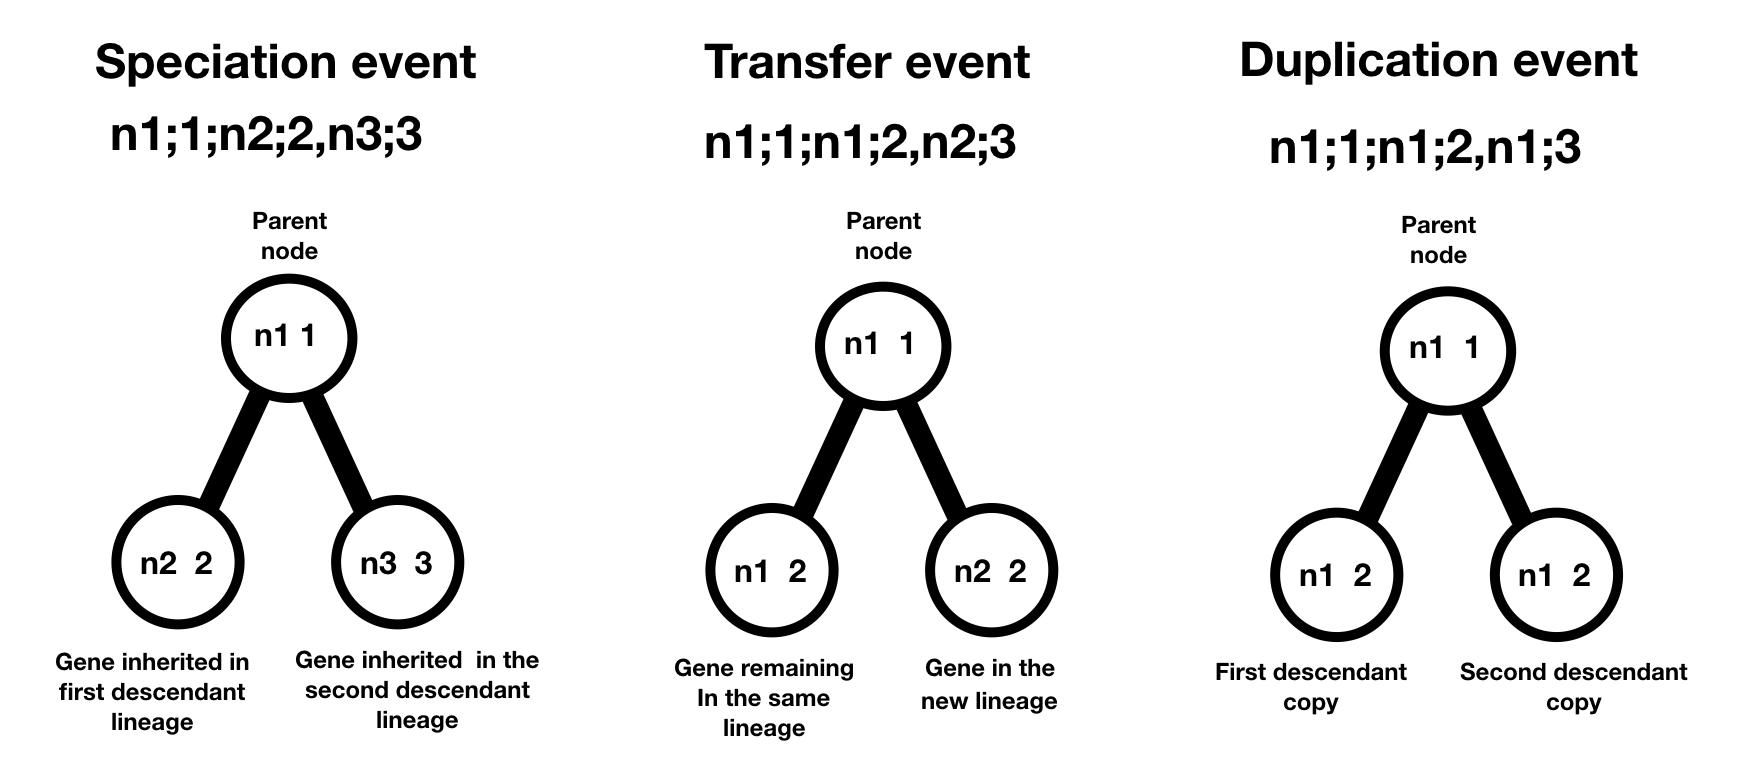 Speciation event
n1;1;n2;2,n3;3
Parent
node
n1 1
n2 2
n3 3
Gene inherited in
first descendant
lineage
Gene inherited in the
second descendant
lineage
Transfer event
n1;1;n1;2,n2;3
Parent
node
n1 1
n1 2
n2 2
Gene remaining
In the same
lineage
Gene in the
new lineage
Duplication event
n1;1;n1;2,n1;3
Parent
node
n1 1
n1 2
n1 2
First descendant
copy
Second descendant
copy